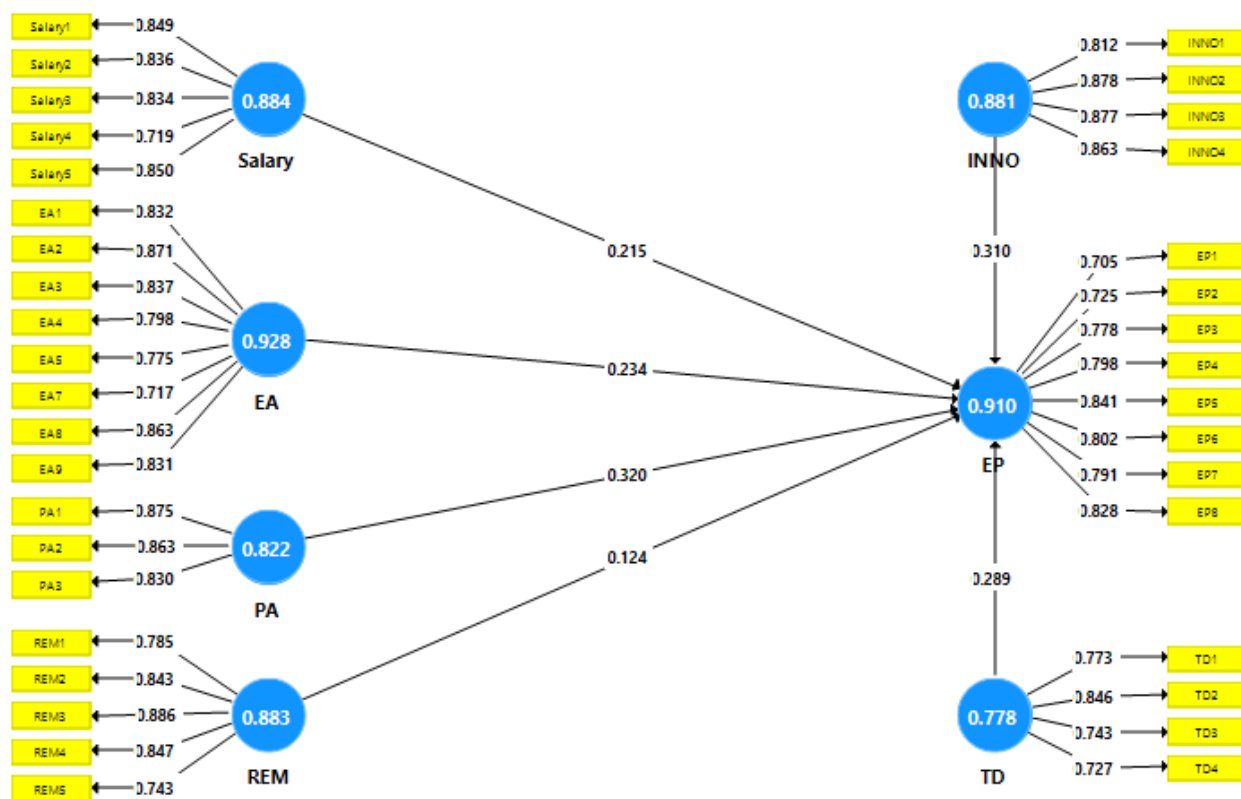 Salary1 0.849
Salary2 0.836
Salary3 0.834
Salary4 0.719
Salary5 0.850
0.884
Salary
EA1 0.832
EA2 0.871
EA3 0.837
EA4 0.798
EA5 0.775
EA7 0.717
EA8 0.863
EA9 0.831
0.928
EA
PA1 0.875
PA2 0.863
PA3 0.830
0.822
PA
REM1 0.785
REM2 0.843
REM3 0.886
REM4 0.847
REM5 0.743
0.883
REM
0.215
0.234
0.320
0.124
0.881
INNO
0.812 INNO1
0.878 INNO2
0.877 INNO3
0.863 INNO4
0.310
0.910
EP
0.705 EP1
0.725 EP2
0.778 EP3
0.798 EP4
0.841 EP5
0.802 EP6
0.791 EP7
0.828 EP8
0.289
0.778
TD
0.773 TD1
0.846 TD2
0.743 TD3
0.727 TD4